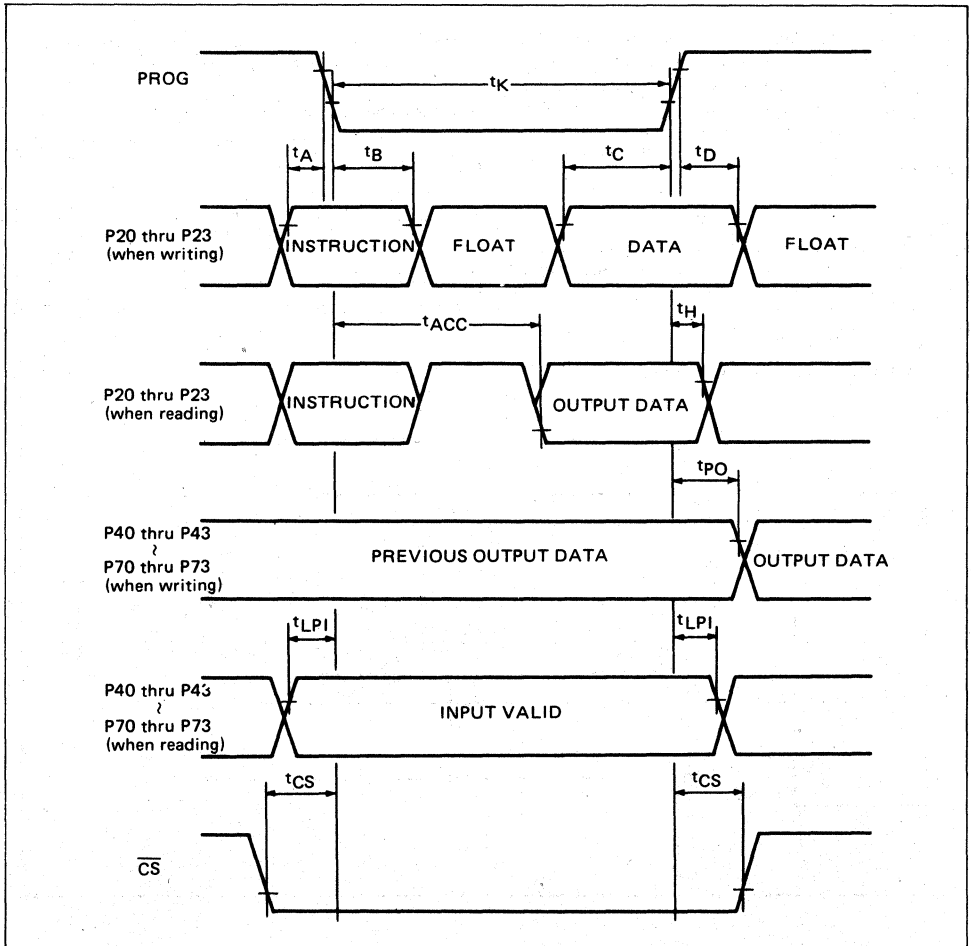 PROG
tK
tA
tB
tC
tD
P20 thru P23
(when writing)
INSTRUCTION
FLOAT
DATA
FLOAT
tACC
tH
P20 thru P23
(when reading)
INSTRUCTION
OUTPUT DATA
tPO
P40 thru P43
~
P70 thru P73
(when writing)
PREVIOUS OUTPUT DATA
OUTPUT DATA
tLPI
tLPI
P40 thru P43
~
P70 thru P73
(when reading)
INPUT VALID
tCS
tCS
C̅S̅